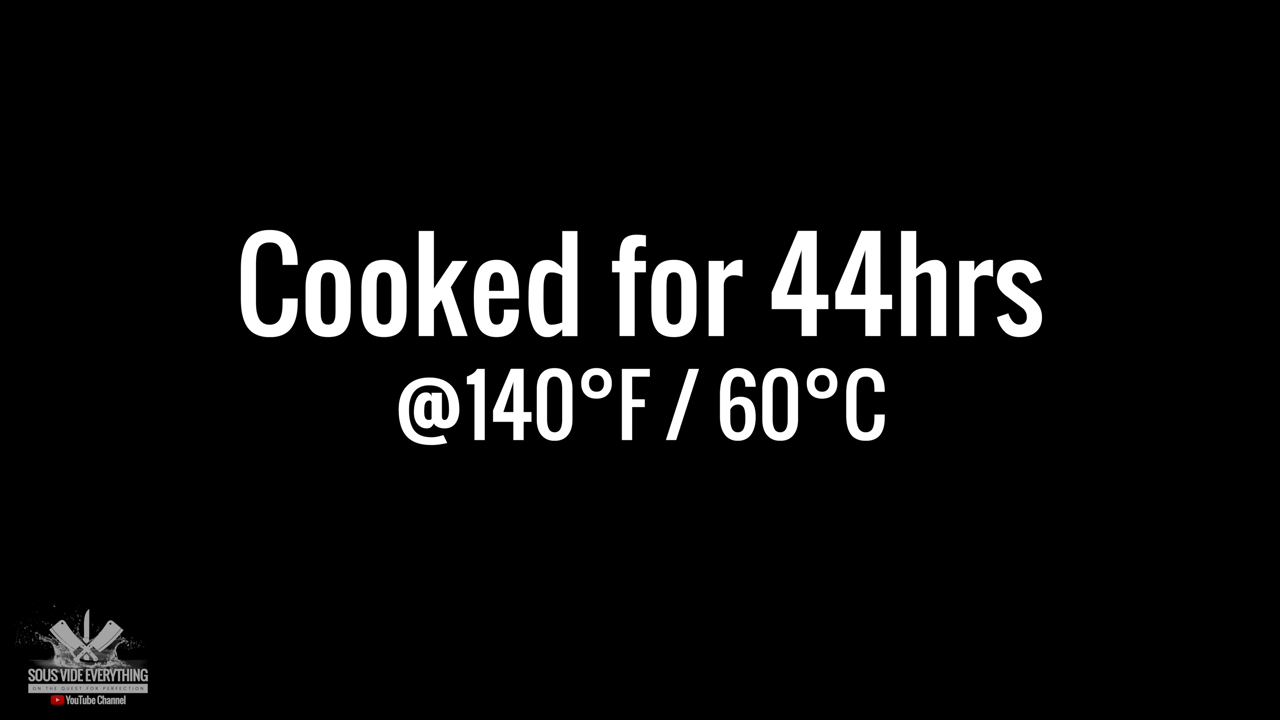 Cooked for 44hrs
@140°F / 60°C
SOUS VIDE EVERYTHING
ON THE QUEST FOR PERFECTION
YouTube Channel